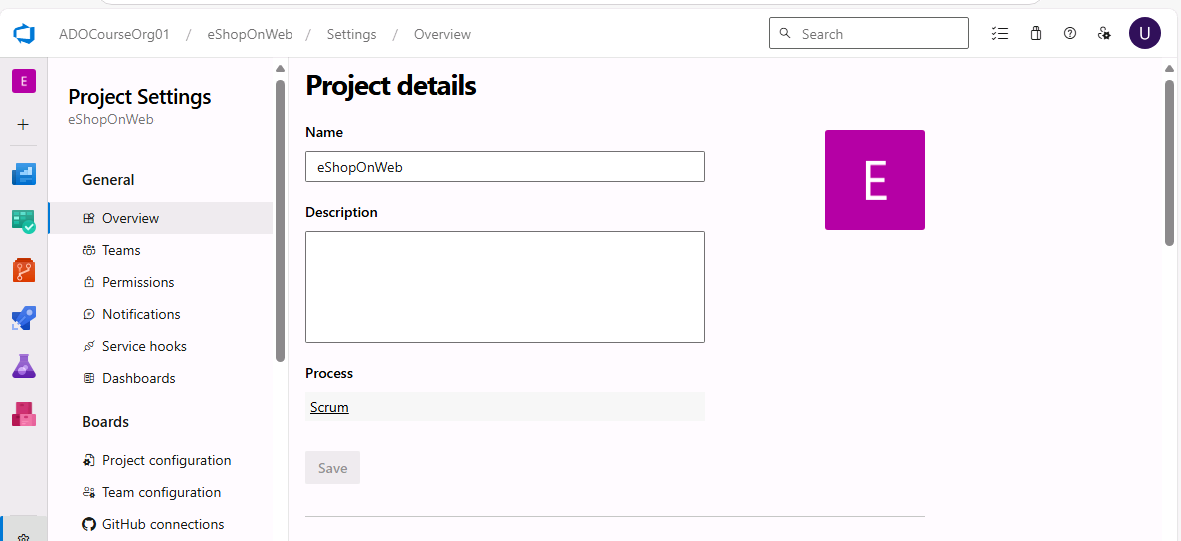 ADOCourseOrg01 / eShopOnWeb / Settings / Overview
Search
U
E
Project Settings
eShopOnWeb
General
Overview
Teams
Permissions
Notifications
Service hooks
Dashboards
Boards
Project configuration
Team configuration
GitHub connections
Project details
Name
eShopOnWeb
E
Description
Process
Scrum
Save